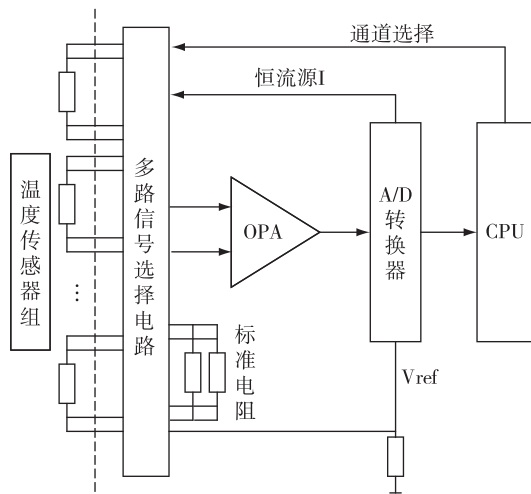 通道选择
恒流源I
温度传感器组
多路信号选择电路
OPA
A/D
转换器
CPU
标准电阻
Vref